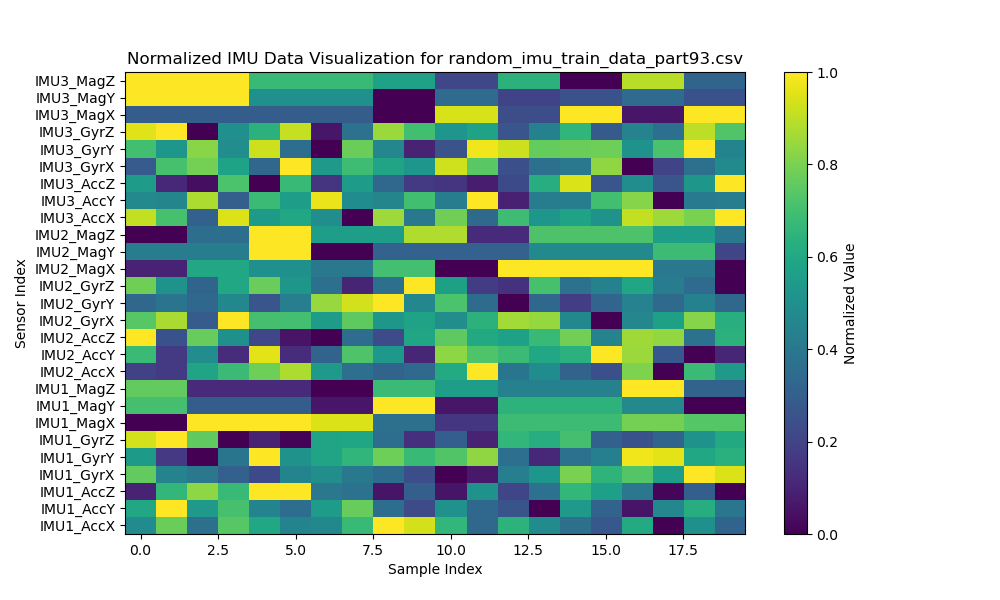 Normalized IMU Data Visualization for random_imu_train_data_part93.csv
IMU3_MagZ
IMU3_MagY
IMU3_MagX
IMU3_GyrZ
IMU3_GyrY
IMU3_GyrX
IMU3_AccZ
IMU3_AccY
IMU3_AccX
IMU2_MagZ
IMU2_MagY
IMU2_MagX
IMU2_GyrZ
IMU2_GyrY
IMU2_GyrX
IMU2_AccZ
IMU2_AccY
IMU2_AccX
IMU1_MagZ
IMU1_MagY
IMU1_MagX
IMU1_GyrZ
IMU1_GyrY
IMU1_GyrX
IMU1_AccZ
IMU1_AccY
IMU1_AccX
Sensor Index
0.0 2.5 5.0 7.5 10.0 12.5 15.0 17.5
Sample Index
1.0
0.8
0.6
0.4
0.2
0.0
Normalized Value